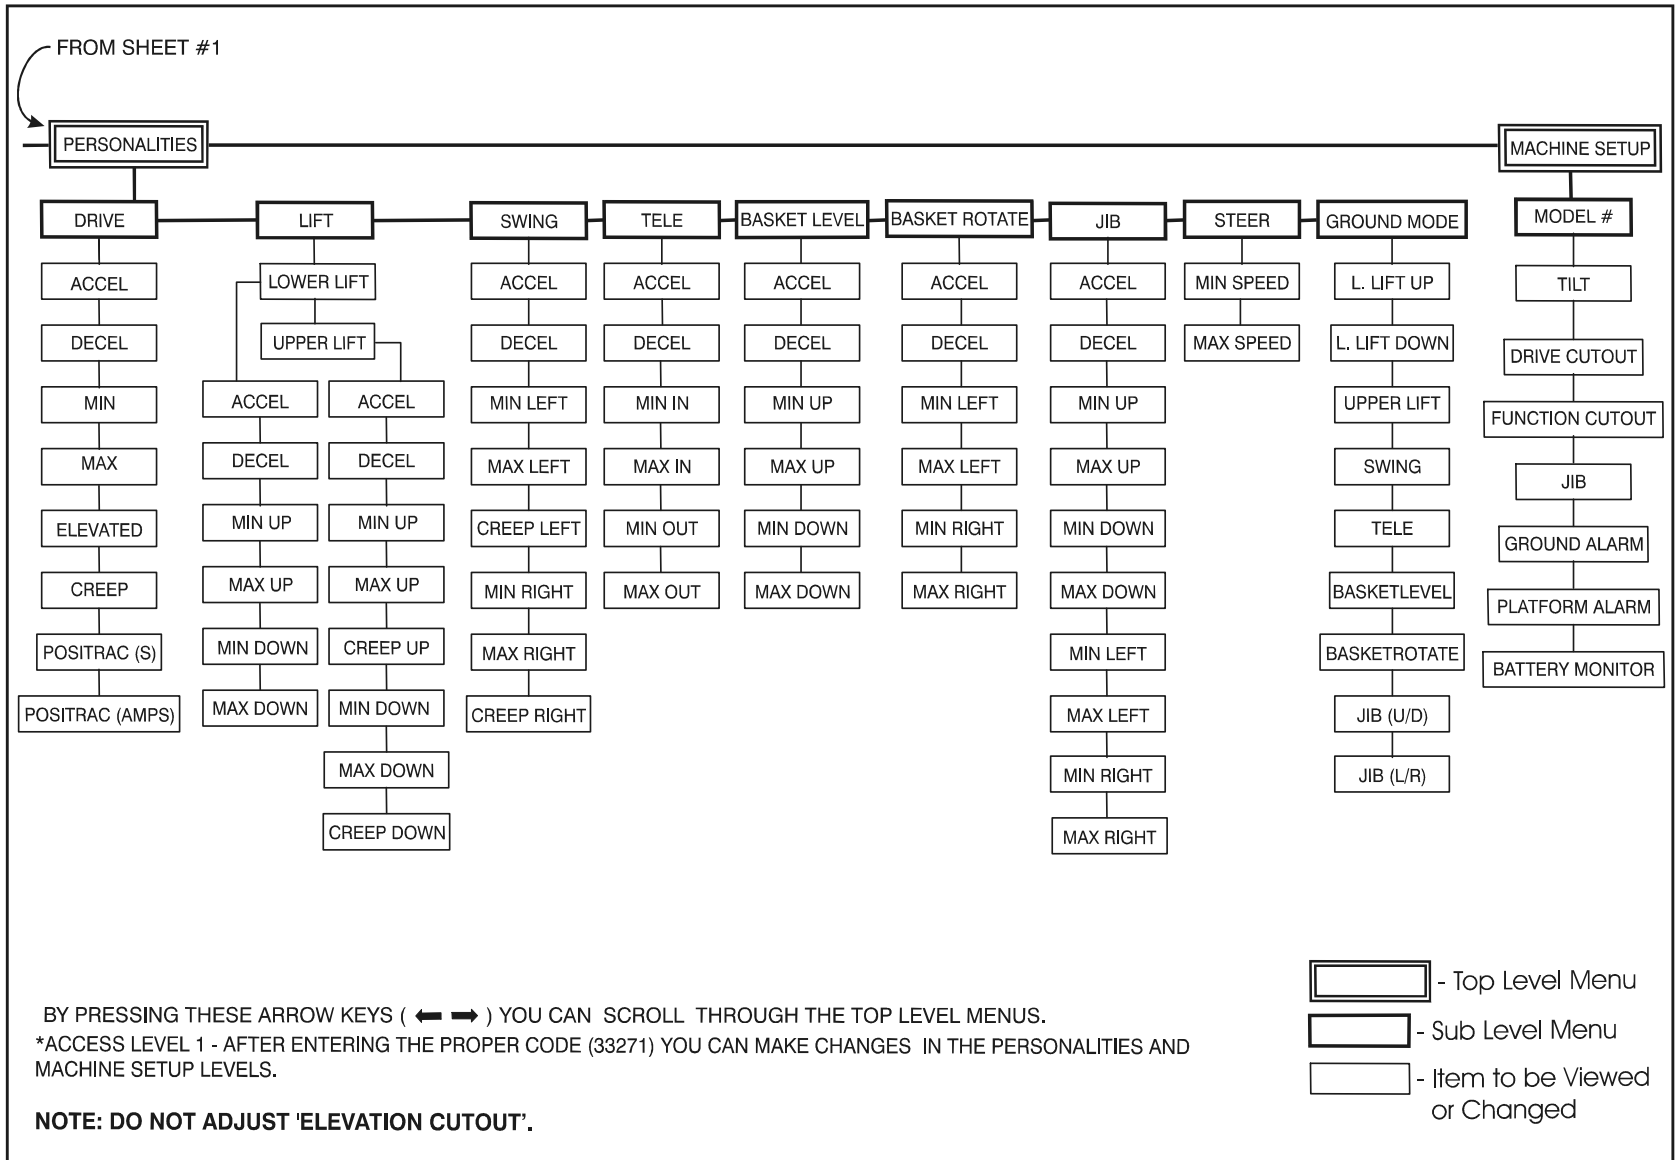 FROM SHEET #1
PERSONALITIES
MACHINE SETUP
DRIVE
ACCEL
DECEL
MIN
MAX
ELEVATED
CREEP
POSITRAC (S)
POSITRAC (AMPS)
LIFT
LOWER LIFT
UPPER LIFT
ACCEL
DECEL
MIN UP
MAX UP
MIN DOWN
MAX DOWN
ACCEL
DECEL
MIN UP
MAX UP
CREEP UP
MIN DOWN
MAX DOWN
CREEP DOWN
SWING
ACCEL
DECEL
MIN LEFT
MAX LEFT
CREEP LEFT
MIN RIGHT
MAX RIGHT
CREEP RIGHT
TELE
ACCEL
DECEL
MIN IN
MAX IN
MIN OUT
MAX OUT
BASKET LEVEL
ACCEL
DECEL
MIN UP
MAX UP
MIN DOWN
MAX DOWN
BASKET ROTATE
ACCEL
DECEL
MIN LEFT
MAX LEFT
MIN RIGHT
MAX RIGHT
JIB
ACCEL
DECEL
MIN UP
MAX UP
MIN DOWN
MAX DOWN
MIN LEFT
MAX LEFT
MIN RIGHT
MAX RIGHT
STEER
MIN SPEED
MAX SPEED
GROUND MODE
L. LIFT UP
L. LIFT DOWN
UPPER LIFT
SWING
TELE
BASKETLEVEL
BASKETROTATE
JIB (U/D)
JIB (L/R)
MODEL #
TILT
DRIVE CUTOUT
FUNCTION CUTOUT
JIB
GROUND ALARM
PLATFORM ALARM
BATTERY MONITOR
BY PRESSING THESE ARROW KEYS ( ⬅ ➡ ) YOU CAN SCROLL THROUGH THE TOP LEVEL MENUS.
*ACCESS LEVEL 1 - AFTER ENTERING THE PROPER CODE (33271) YOU CAN MAKE CHANGES IN THE PERSONALITIES AND
MACHINE SETUP LEVELS.
NOTE: DO NOT ADJUST 'ELEVATION CUTOUT'.
- Top Level Menu
- Sub Level Menu
- Item to be Viewed
or Changed